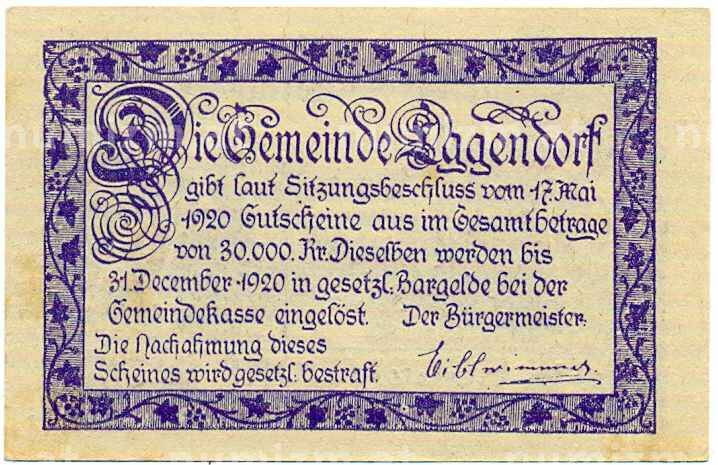 Die Gemeinde Eggendorf
gibt laut Sitzungsbeschluss vom 17. Mai
1920 Gutscheine aus im Gesamtbetrage
von 30.000. Kr. Dieselben werden bis
31. December 1920 in gesetzl. Bargelde bei der
Gemeindekasse eingelöst. Der Bürgermeister:
Die Nachahmung dieses
Scheines wird gesetzl. bestraft.
Eiblwimmer